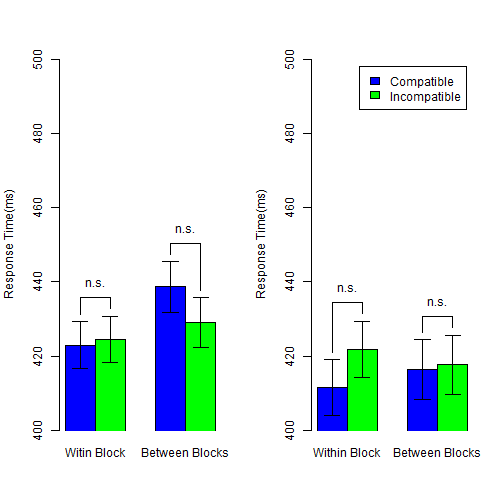 Response Time(ms)
500
480
460
440
420
400
n.s.
n.s.
Witin Block
Between Blocks
Response Time(ms)
500
480
460
440
420
400
Compatible
Incompatible
n.s.
n.s.
Within Block
Between Blocks